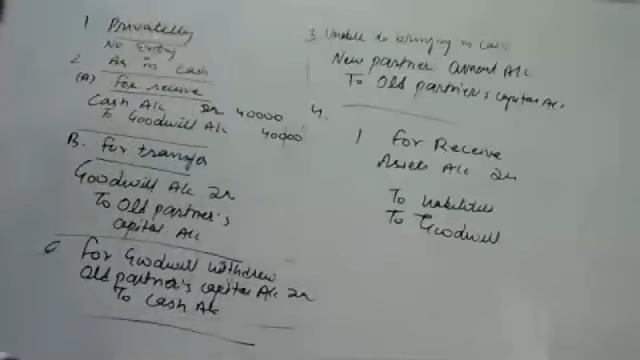 1 Privatelly
No Entry
2. As in Cash
(A) for receive
Cash A/c Dr 40000
To Goodwill A/c 40000
B. for transfer
Goodwill A/c Dr
To Old partner's
capital A/c
C for Goodwill withdrew
Old partner's capital A/c Dr
To Cash A/c
3. Unable to bringing in cash
New partner Current A/c
To Old partner's capital A/c
4.
1 for Receive
Assets A/c Dr
To liabilities
To Goodwill